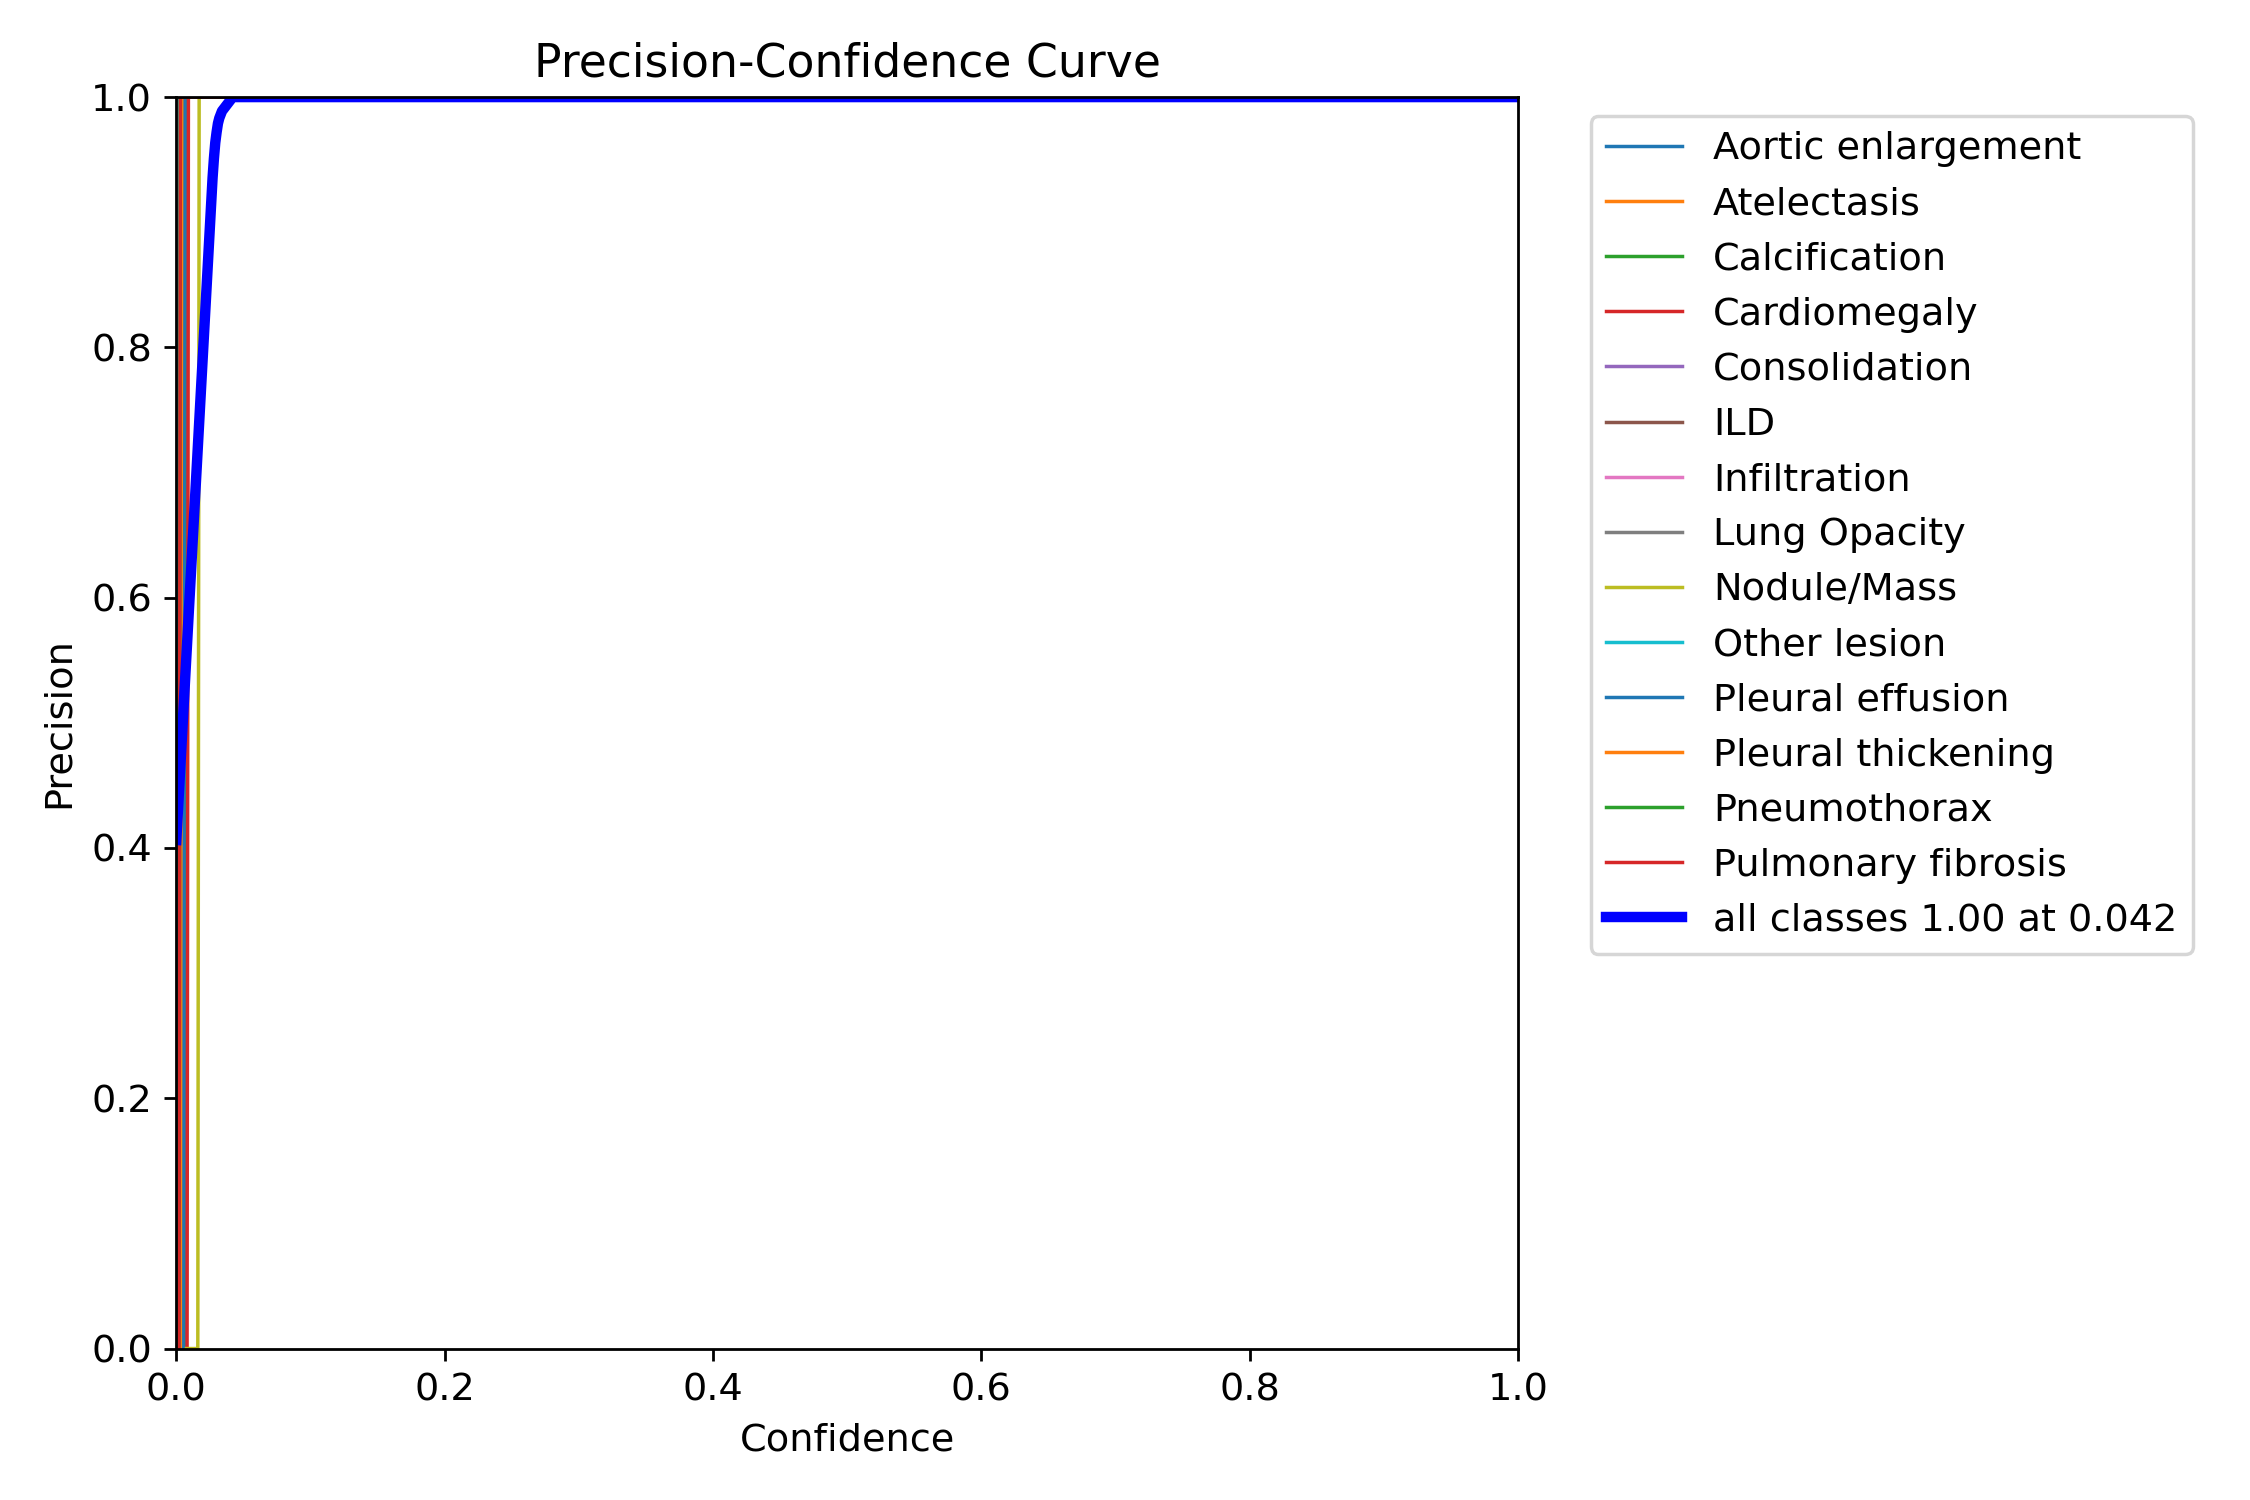 Precision-Confidence Curve
1.0
0.8
0.6
0.4
0.2
0.0
Precision
0.0 0.2 0.4 0.6 0.8 1.0
Confidence
Aortic enlargement
Atelectasis
Calcification
Cardiomegaly
Consolidation
ILD
Infiltration
Lung Opacity
Nodule/Mass
Other lesion
Pleural effusion
Pleural thickening
Pneumothorax
Pulmonary fibrosis
all classes 1.00 at 0.042